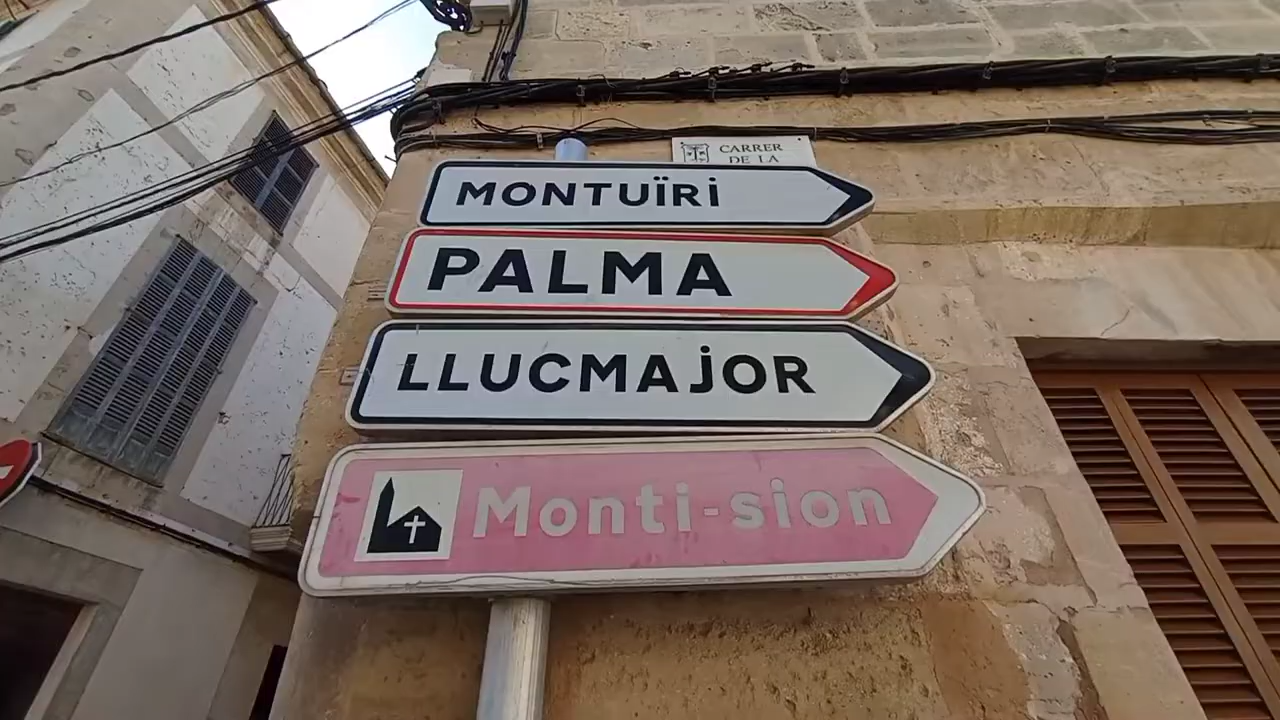 CARRER
DE LA
MONTUÏRI
PALMA
LLUCMAJOR
Monti-sion